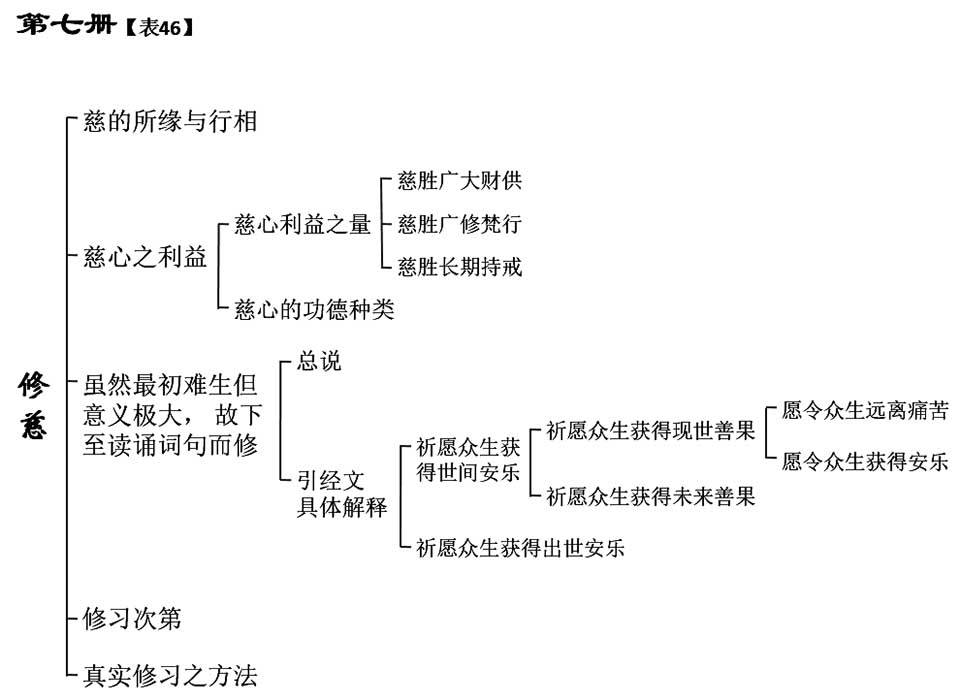 第七册【表46】
修慈
慈的所缘与行相
慈心之利益
慈心利益之量
慈胜广大财供
慈胜广修梵行
慈胜长期持戒
慈心的功德种类
虽然最初难生但
意义极大，故下
至读诵词句而修
总说
引经文
具体解释
祈愿众生获
得世间安乐
祈愿众生获得现世善果
愿令众生远离痛苦
愿令众生获得安乐
祈愿众生获得未来善果
祈愿众生获得出世安乐
修习次第
真实修习之方法